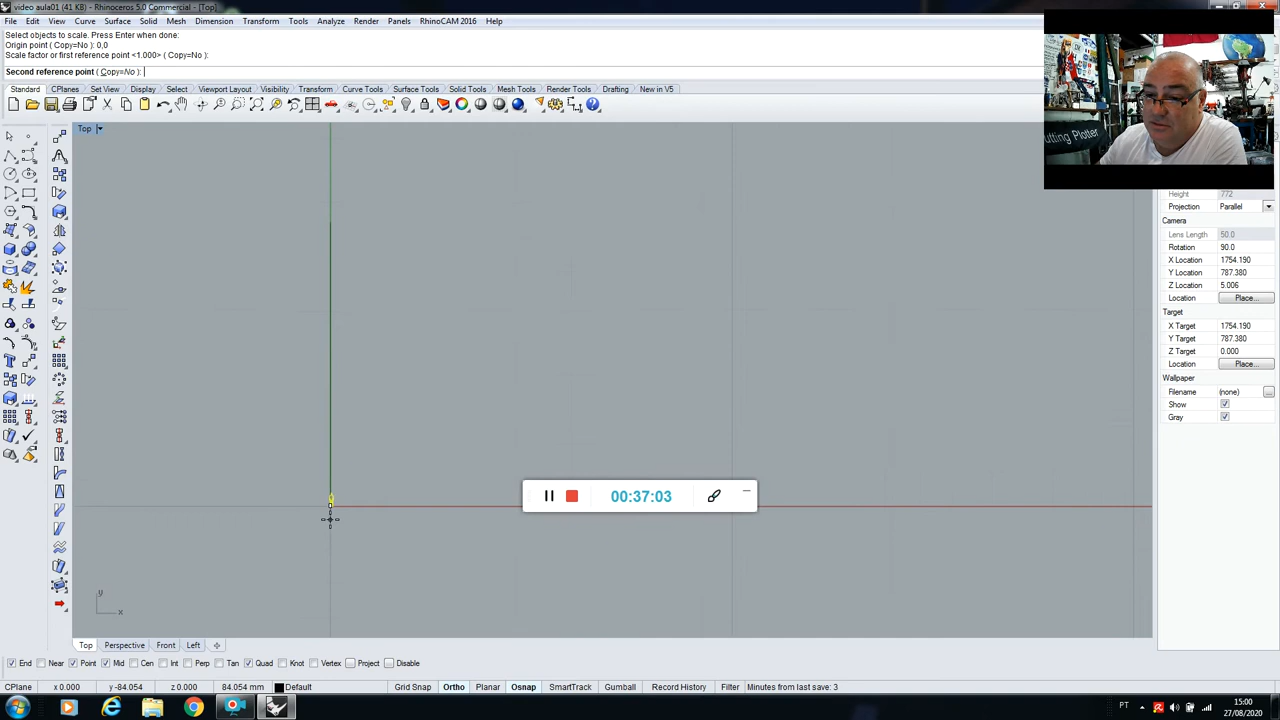 video aula01 (41 KB) - Rhinoceros 5.0 Commercial - [Top]
File Edit View Curve Surface Solid Mesh Dimension Transform Tools Analyze Render Panels RhinoCAM 2016 Help
Select objects to scale. Press Enter when done:
Origin point ( Copy=No ): 0,0
Scale factor or first reference point <1.000> ( Copy=No ):
Second reference point ( Copy=No ):
Standard CPlanes Set View Display Select Viewport Layout Visibility Transform Curve Tools Surface Tools Solid Tools Mesh Tools Render Tools Drafting New in V5
Top
utting Plotter
Height 772
Projection Parallel
Camera
Lens Length 50.0
Rotation 90.0
X Location 1754.190
Y Location 787.380
Z Location 5.006
Location Place...
Target
X Target 1754.190
Y Target 787.380
Z Target 0.000
Location Place...
Wallpaper
Filename (none) ...
Show
Gray
00:37:03
y
x
Top Perspective Front Left
End Near Point Mid Cen Int Perp Tan Quad Knot Vertex Project Disable
CPlane x 0.000 y -84.054 z 0.000 84.054 mm Default Grid Snap Ortho Planar Osnap SmartTrack Gumball Record History Filter Minutes from last save: 3
PT 15:00
27/08/2020